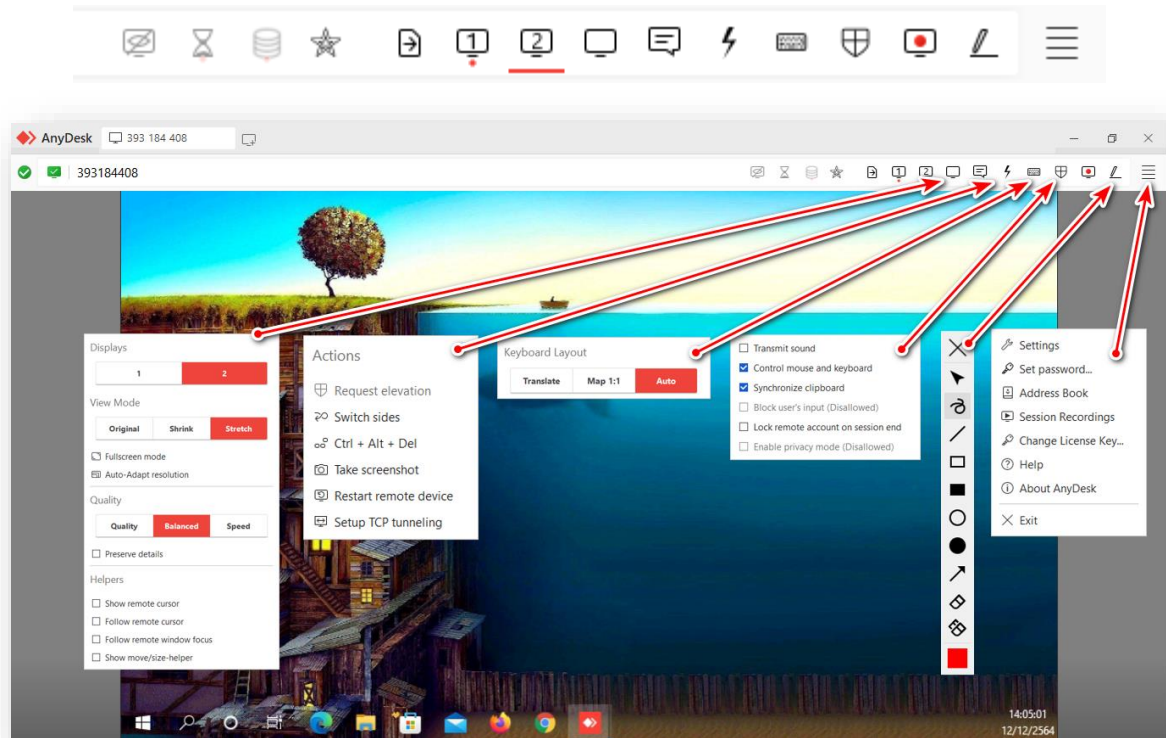 1
2
AnyDesk
393 184 408
393184408
1
2
Displays
1
2
View Mode
Original
Shrink
Stretch
Fullscreen mode
Auto-Adapt resolution
Quality
Quality
Balanced
Speed
Preserve details
Helpers
Show remote cursor
Follow remote cursor
Follow remote window focus
Show move/size-helper
Actions
Request elevation
Switch sides
Ctrl + Alt + Del
Take screenshot
Restart remote device
Setup TCP tunneling
Keyboard Layout
Translate
Map 1:1
Auto
Transmit sound
Control mouse and keyboard
Synchronize clipboard
Block user's input (Disallowed)
Lock remote account on session end
Enable privacy mode (Disallowed)
Settings
Set password...
Address Book
Session Recordings
Change License Key...
Help
About AnyDesk
Exit
14:05:01
12/12/2564